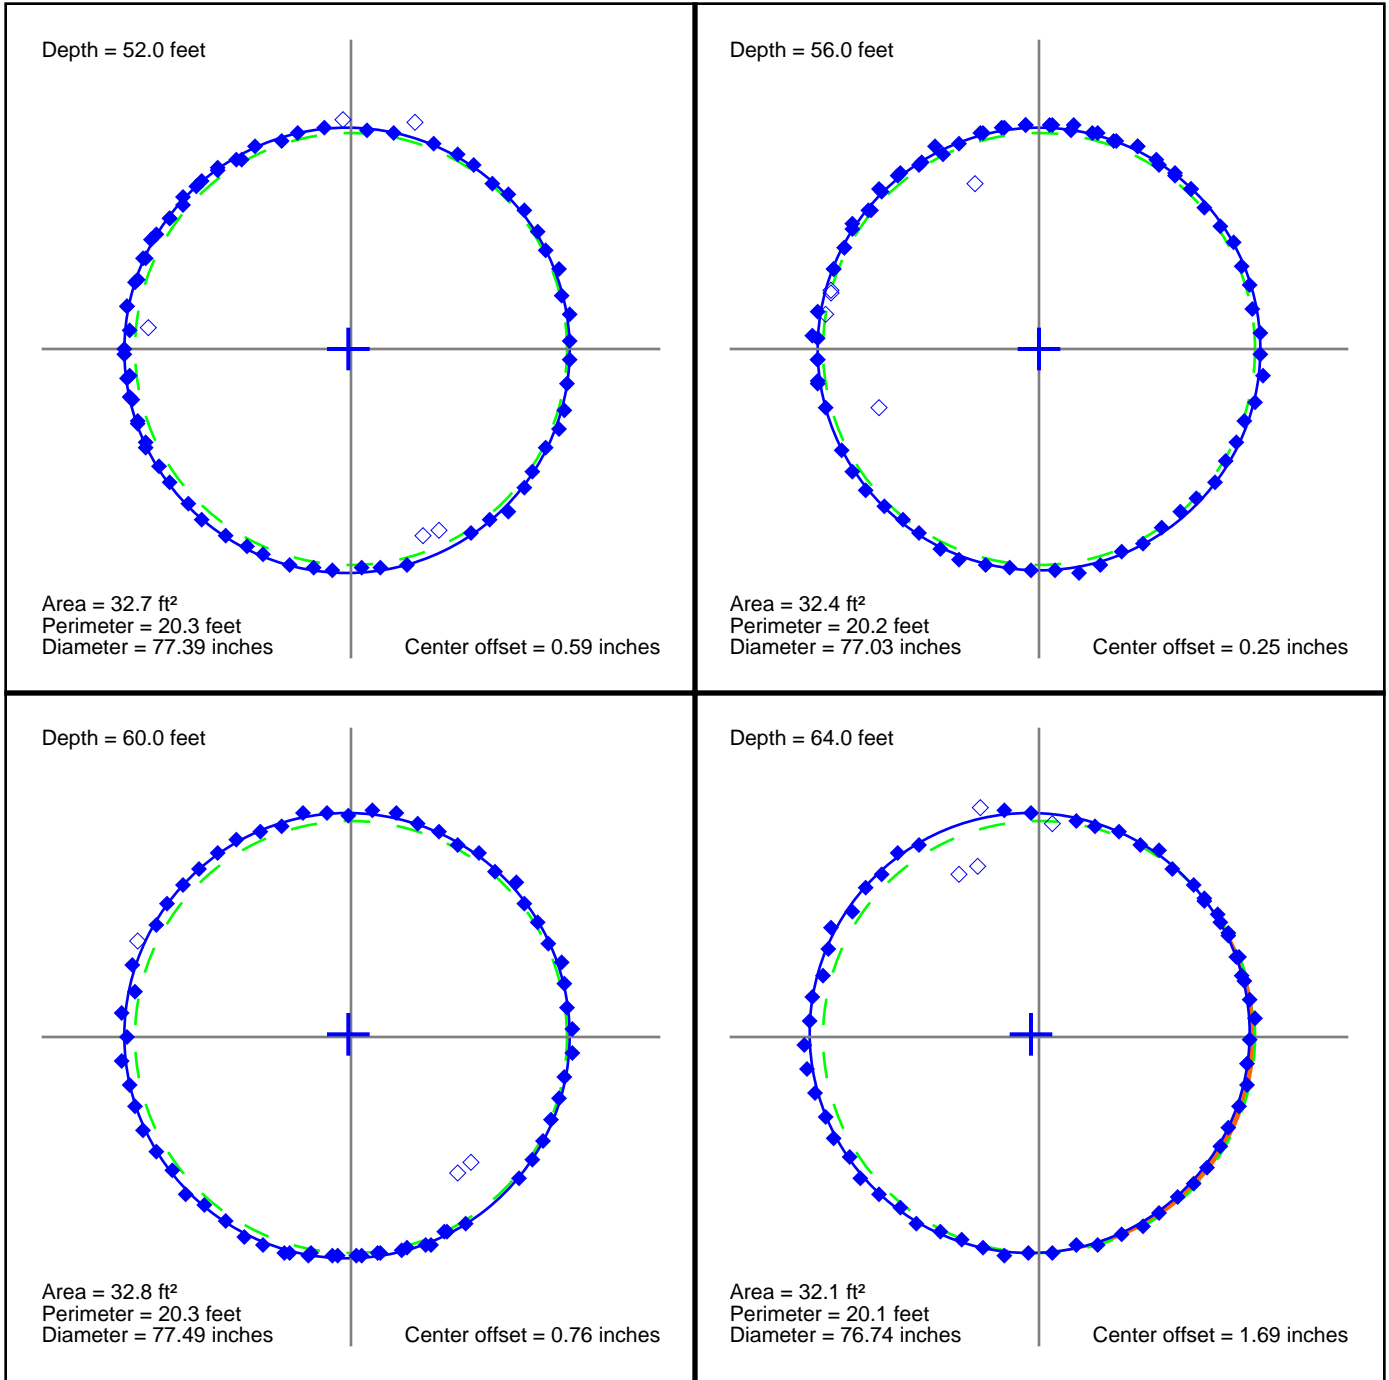 Depth = 52.0 feet
Area = 32.7 ft²
Perimeter = 20.3 feet
Diameter = 77.39 inches
Center offset = 0.59 inches
Depth = 56.0 feet
Area = 32.4 ft²
Perimeter = 20.2 feet
Diameter = 77.03 inches
Center offset = 0.25 inches
Depth = 60.0 feet
Area = 32.8 ft²
Perimeter = 20.3 feet
Diameter = 77.49 inches
Center offset = 0.76 inches
Depth = 64.0 feet
Area = 32.1 ft²
Perimeter = 20.1 feet
Diameter = 76.74 inches
Center offset = 1.69 inches